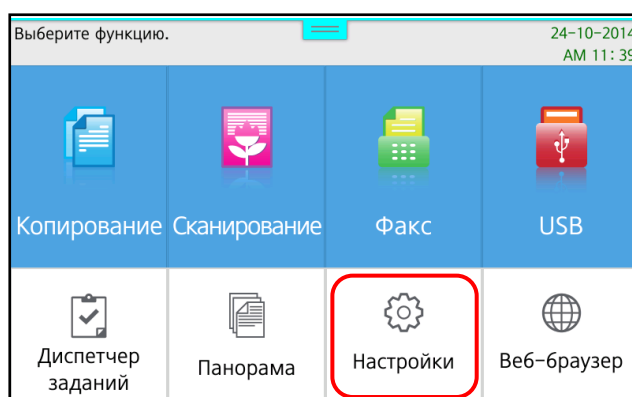 Выберите функцию.
24-10-2014
AM 11:39
Копирование Сканирование Факс USB
Диспетчер
заданий
Панорама
Настройки
Веб-браузер